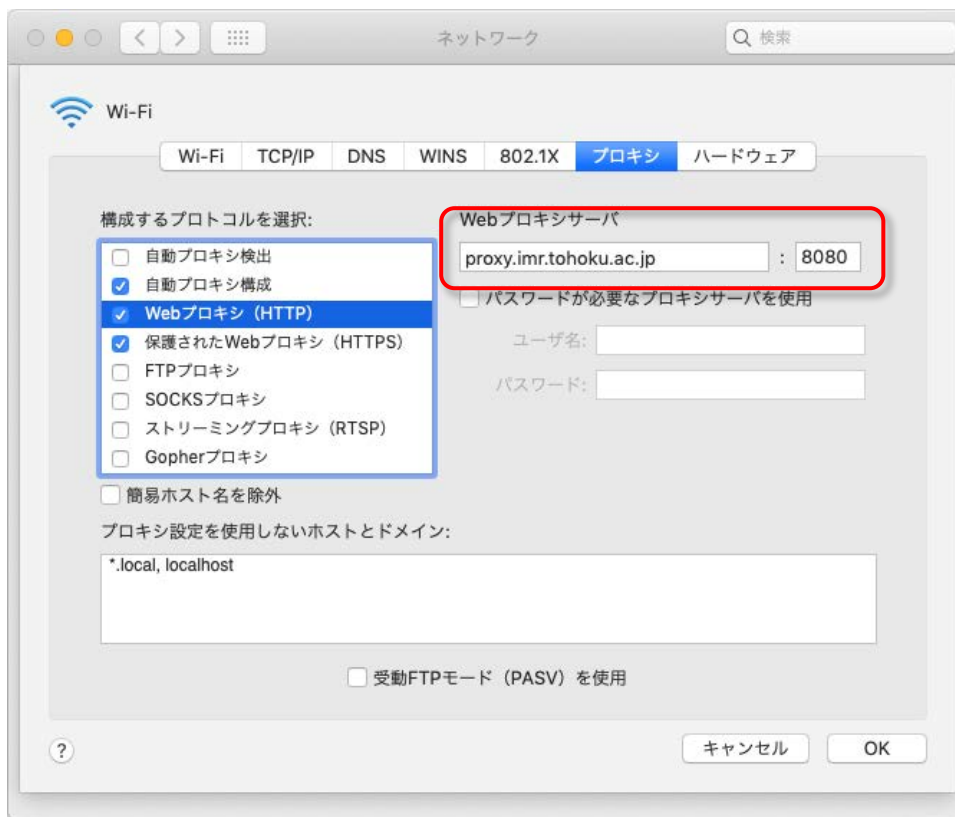 ネットワーク
検索
Wi-Fi
Wi-Fi TCP/IP DNS WINS 802.1X プロキシ ハードウェア
構成するプロトコルを選択:
自動プロキシ検出
自動プロキシ構成
Webプロキシ（HTTP）
保護されたWebプロキシ（HTTPS）
FTPプロキシ
SOCKSプロキシ
ストリーミングプロキシ（RTSP）
Gopherプロキシ
Webプロキシサーバ
proxy.imr.tohoku.ac.jp : 8080
パスワードが必要なプロキシサーバを使用
ユーザ名:
パスワード:
簡易ホスト名を除外
プロキシ設定を使用しないホストとドメイン:
*.local, localhost
受動FTPモード（PASV）を使用
?
キャンセル OK